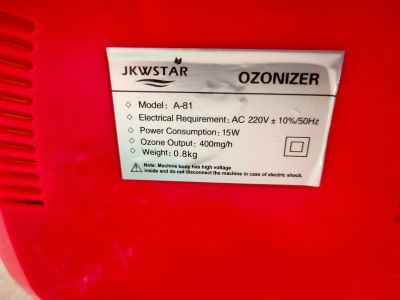 JKWSTAR OZONIZER
◇ Model: A-81
◇ Electrical Requirement: AC 220V ± 10%/50Hz
◇ Power Consumption: 15W
◇ Ozone Output: 400mg/h
◇ Weight: 0.8kg
Note: Machine body has high voltage
inside and do not disconnect the machine in case of electric shock.